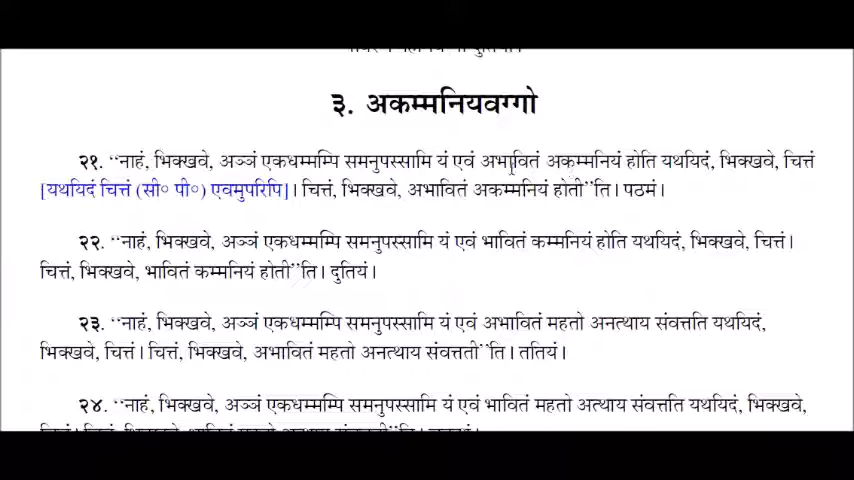 ३. अकम्मनियवग्गो
२१. ‘‘नाहं, भिक्खवे, अञ्ञं एकधम्मम्पि समनुपस्सामि यं एवं अभावितं अकम्मनियं होति यथयिदं, भिक्खवे, चित्तं
[यथयिदं चित्तं (सी॰ पी॰) एवमुपरिपि]। चित्तं, भिक्खवे, अभावितं अकम्मनियं होती’’ति। पठमं।
२२. ‘‘नाहं, भिक्खवे, अञ्ञं एकधम्मम्पि समनुपस्सामि यं एवं भावितं कम्मनियं होति यथयिदं, भिक्खवे, चित्तं।
चित्तं, भिक्खवे, भावितं कम्मनियं होती’’ति। दुतियं।
२३. ‘‘नाहं, भिक्खवे, अञ्ञं एकधम्मम्पि समनुपस्सामि यं एवं अभावितं महतो अनत्थाय संवत्तति यथयिदं,
भिक्खवे, चित्तं। चित्तं, भिक्खवे, अभावितं महतो अनत्थाय संवत्तती’’ति। ततियं।
२४. ‘‘नाहं, भिक्खवे, अञ्ञं एकधम्मम्पि समनुपस्सामि यं एवं भावितं महतो अत्थाय संवत्तति यथयिदं, भिक्खवे,